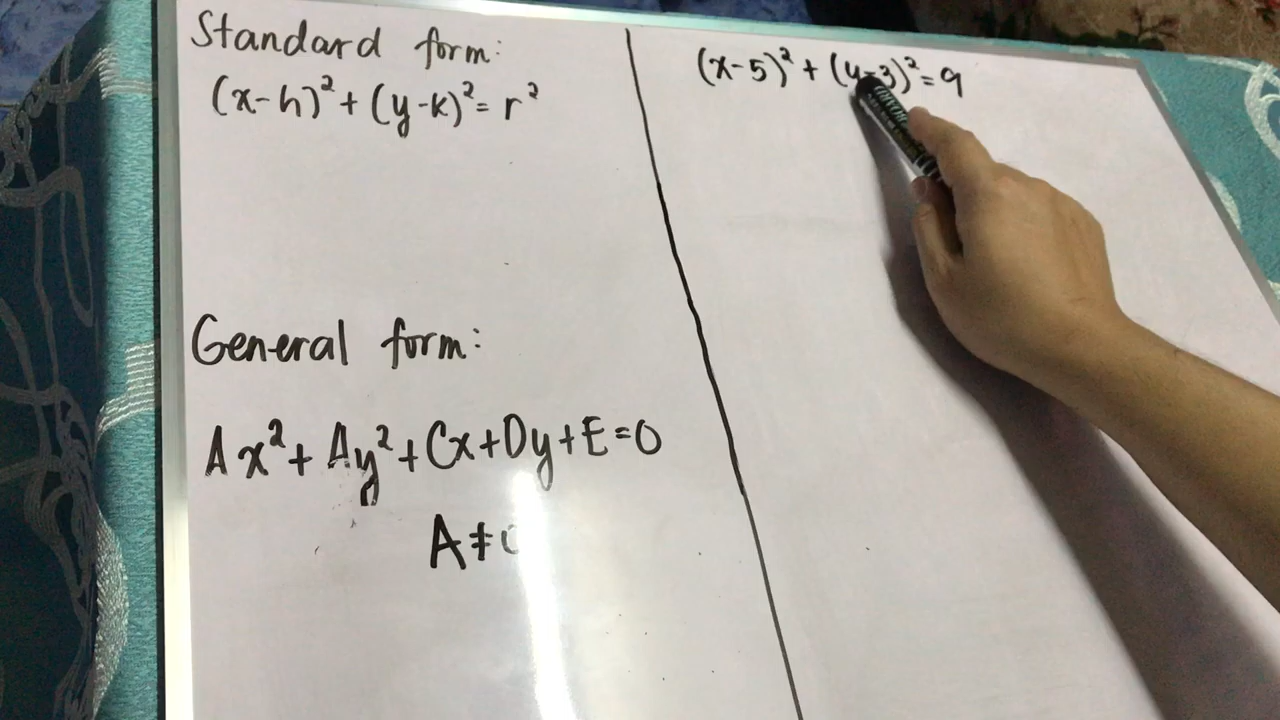 Standard form:
(x-h)²+(y-k)²=r²
General form:
Ax²+Ay²+Cx+Dy+E=0
A≠0
(x-5)²+(y-3)²=9